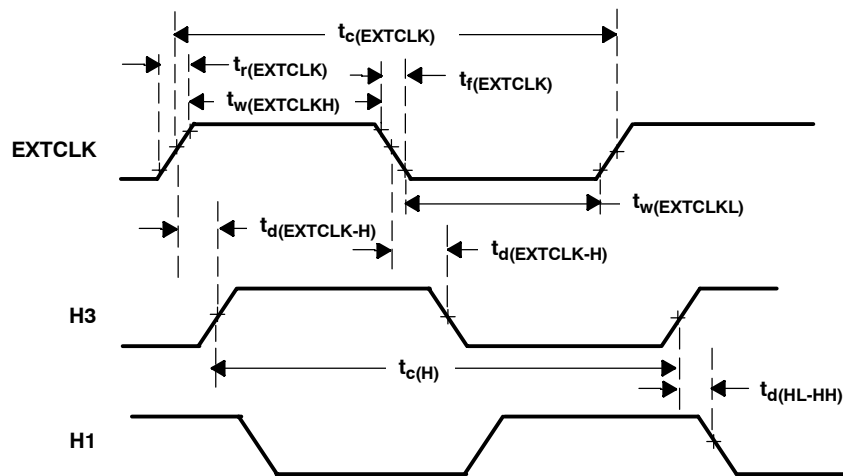 tc(EXTCLK)
tr(EXTCLK)
tf(EXTCLK)
tw(EXTCLKH)
EXTCLK
tw(EXTCLKL)
td(EXTCLK-H)
td(EXTCLK-H)
H3
tc(H)
td(HL-HH)
H1